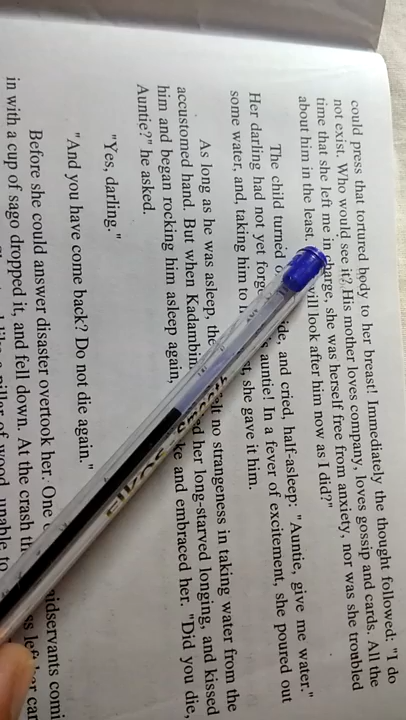 could press that tortured body to her breast! Immediately the thought followed: "I do
not exist. Who would see it? His mother loves company, loves gossip and cards. All the
time that she left me in charge, she was herself free from anxiety, nor was she troubled
about him in the least. will look after him now as I did?"
The child turned and cried, half-asleep: "Auntie, give me water."
Her darling had not yet auntie! In a fever of excitement, she poured out
some water, and, taking him to she gave it him.
As long as he was asleep, the no strangeness in taking water from the
accustomed hand. But when her long-starved longing, and kissed
him and began rocking him asleep again, and embraced her. "Did you die,
Auntie?" he asked.
"Yes, darling."
"And you have come back? Do not die again."
Before she could answer disaster overtook her. One
in with a cup of sago dropped it, and fell down. At the crash
pillar of wood, unable to